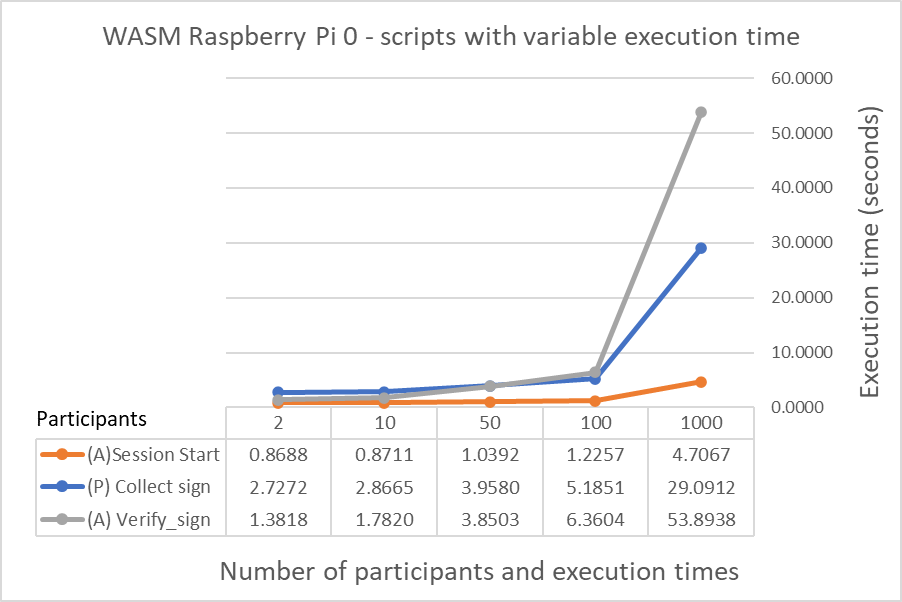 WASM Raspberry Pi 0 - scripts with variable execution time
60.0000
50.0000
40.0000
30.0000
20.0000
10.0000
0.0000
Execution time (seconds)
Participants 2 10 50 100 1000
(A)Session Start 0.8688 0.8711 1.0392 1.2257 4.7067
(P) Collect sign 2.7272 2.8665 3.9580 5.1851 29.0912
(A) Verify_sign 1.3818 1.7820 3.8503 6.3604 53.8938
Number of participants and execution times